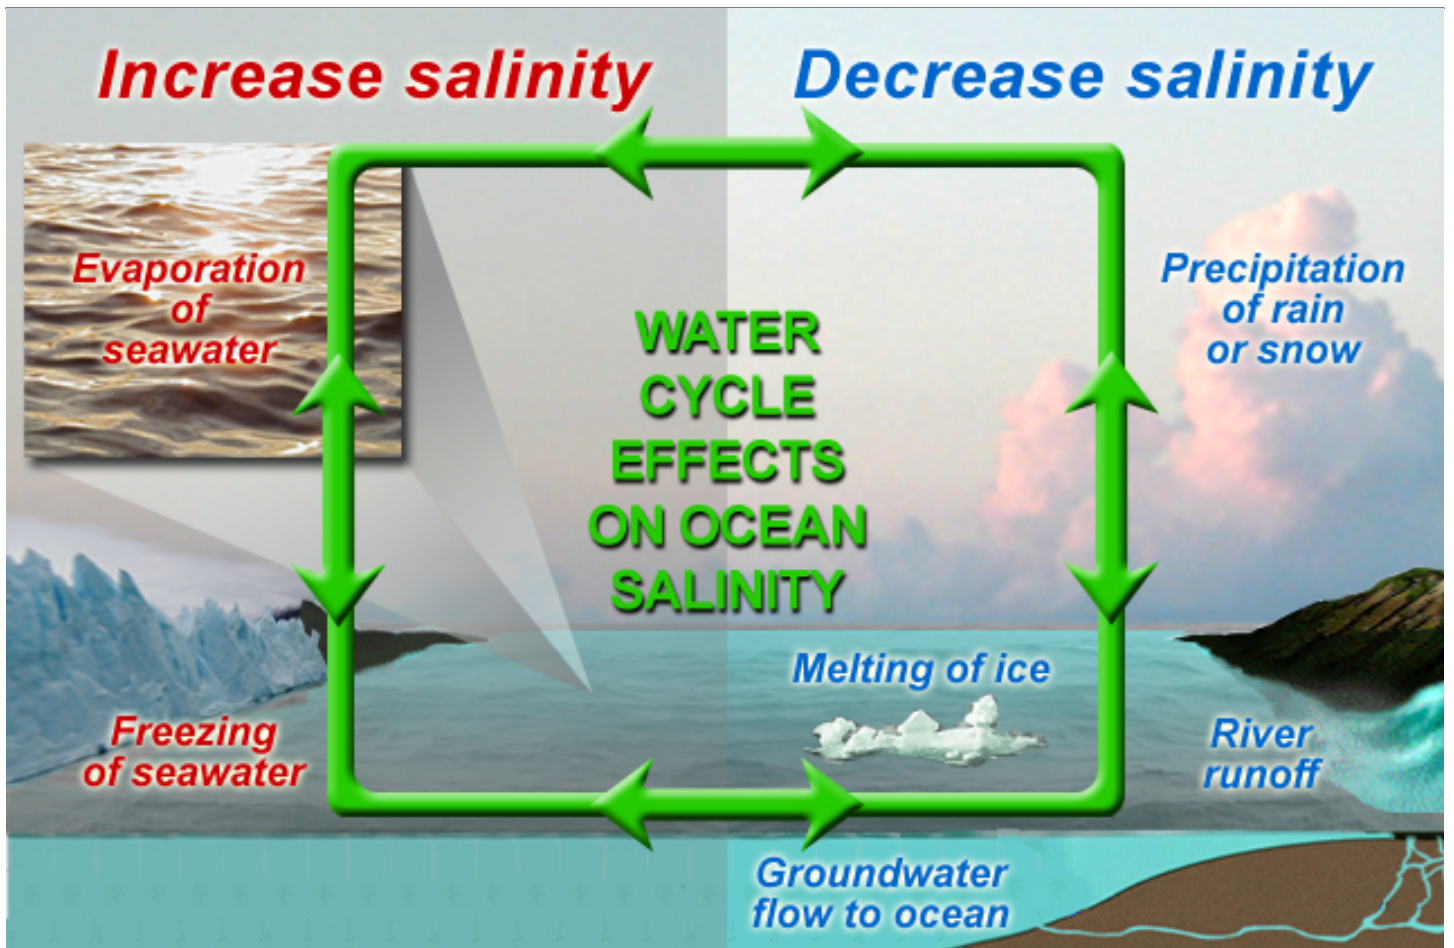 Increase salinity
Decrease salinity
Evaporation
of
seawater
WATER
CYCLE
EFFECTS
ON OCEAN
SALINITY
Precipitation
of rain
or snow
Melting of ice
Freezing
of seawater
River
runoff
Groundwater
flow to ocean